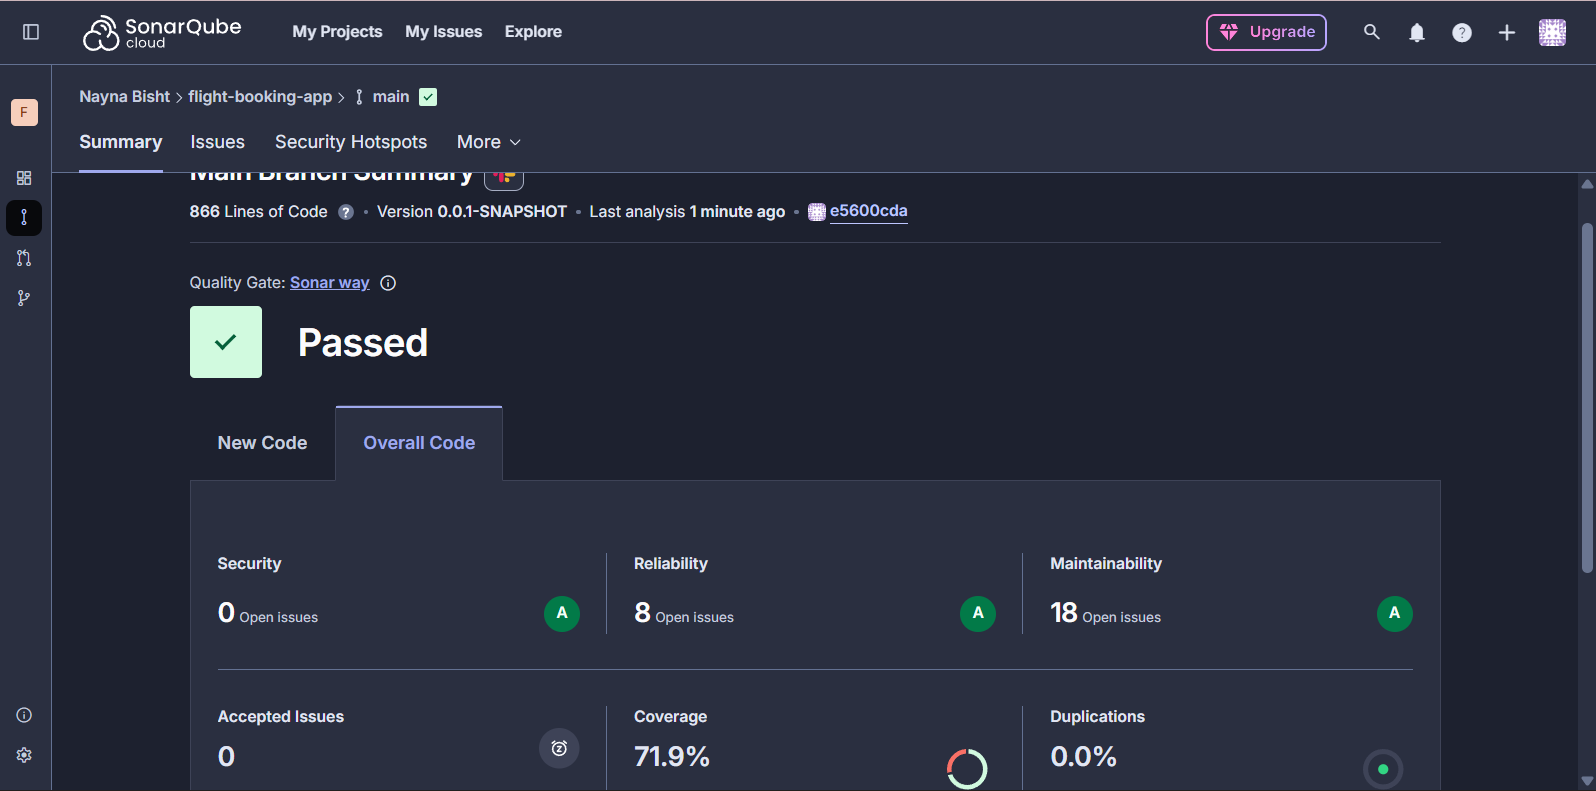 SonarQube cloud
My Projects My Issues Explore
Upgrade
Nayna Bisht > flight-booking-app > main
F
Summary Issues Security Hotspots More
Main Branch Summary
866 Lines of Code ? • Version 0.0.1-SNAPSHOT • Last analysis 1 minute ago • e5600cda
Quality Gate: Sonar way
Passed
New Code Overall Code
Security Reliability Maintainability
0 Open issues A 8 Open issues A 18 Open issues A
Accepted Issues Coverage Duplications
0 71.9% 0.0%